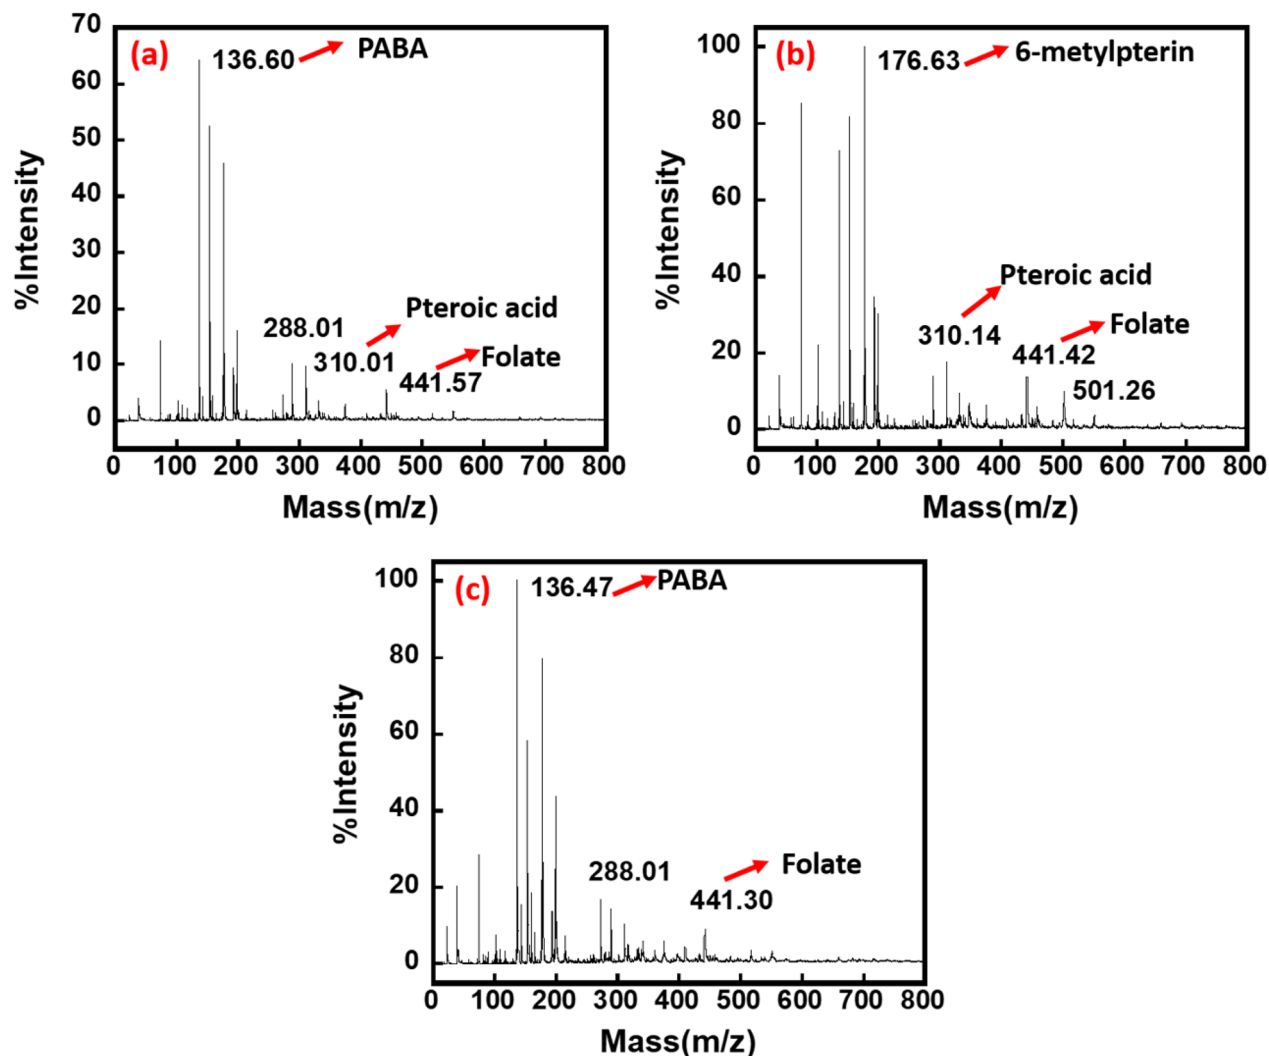 (a)
136.60
PABA
288.01
310.01
Pteroic acid
441.57
Folate
%Intensity
70
60
50
40
30
20
10
0
0 100 200 300 400 500 600 700 800
Mass(m/z)
(b)
176.63
6-metylpterin
310.14
Pteroic acid
441.42
Folate
501.26
%Intensity
100
80
60
40
20
0
0 100 200 300 400 500 600 700 800
Mass(m/z)
(c)
136.47
PABA
288.01
441.30
Folate
%Intensity
100
80
60
40
20
0
0 100 200 300 400 500 600 700 800
Mass(m/z)